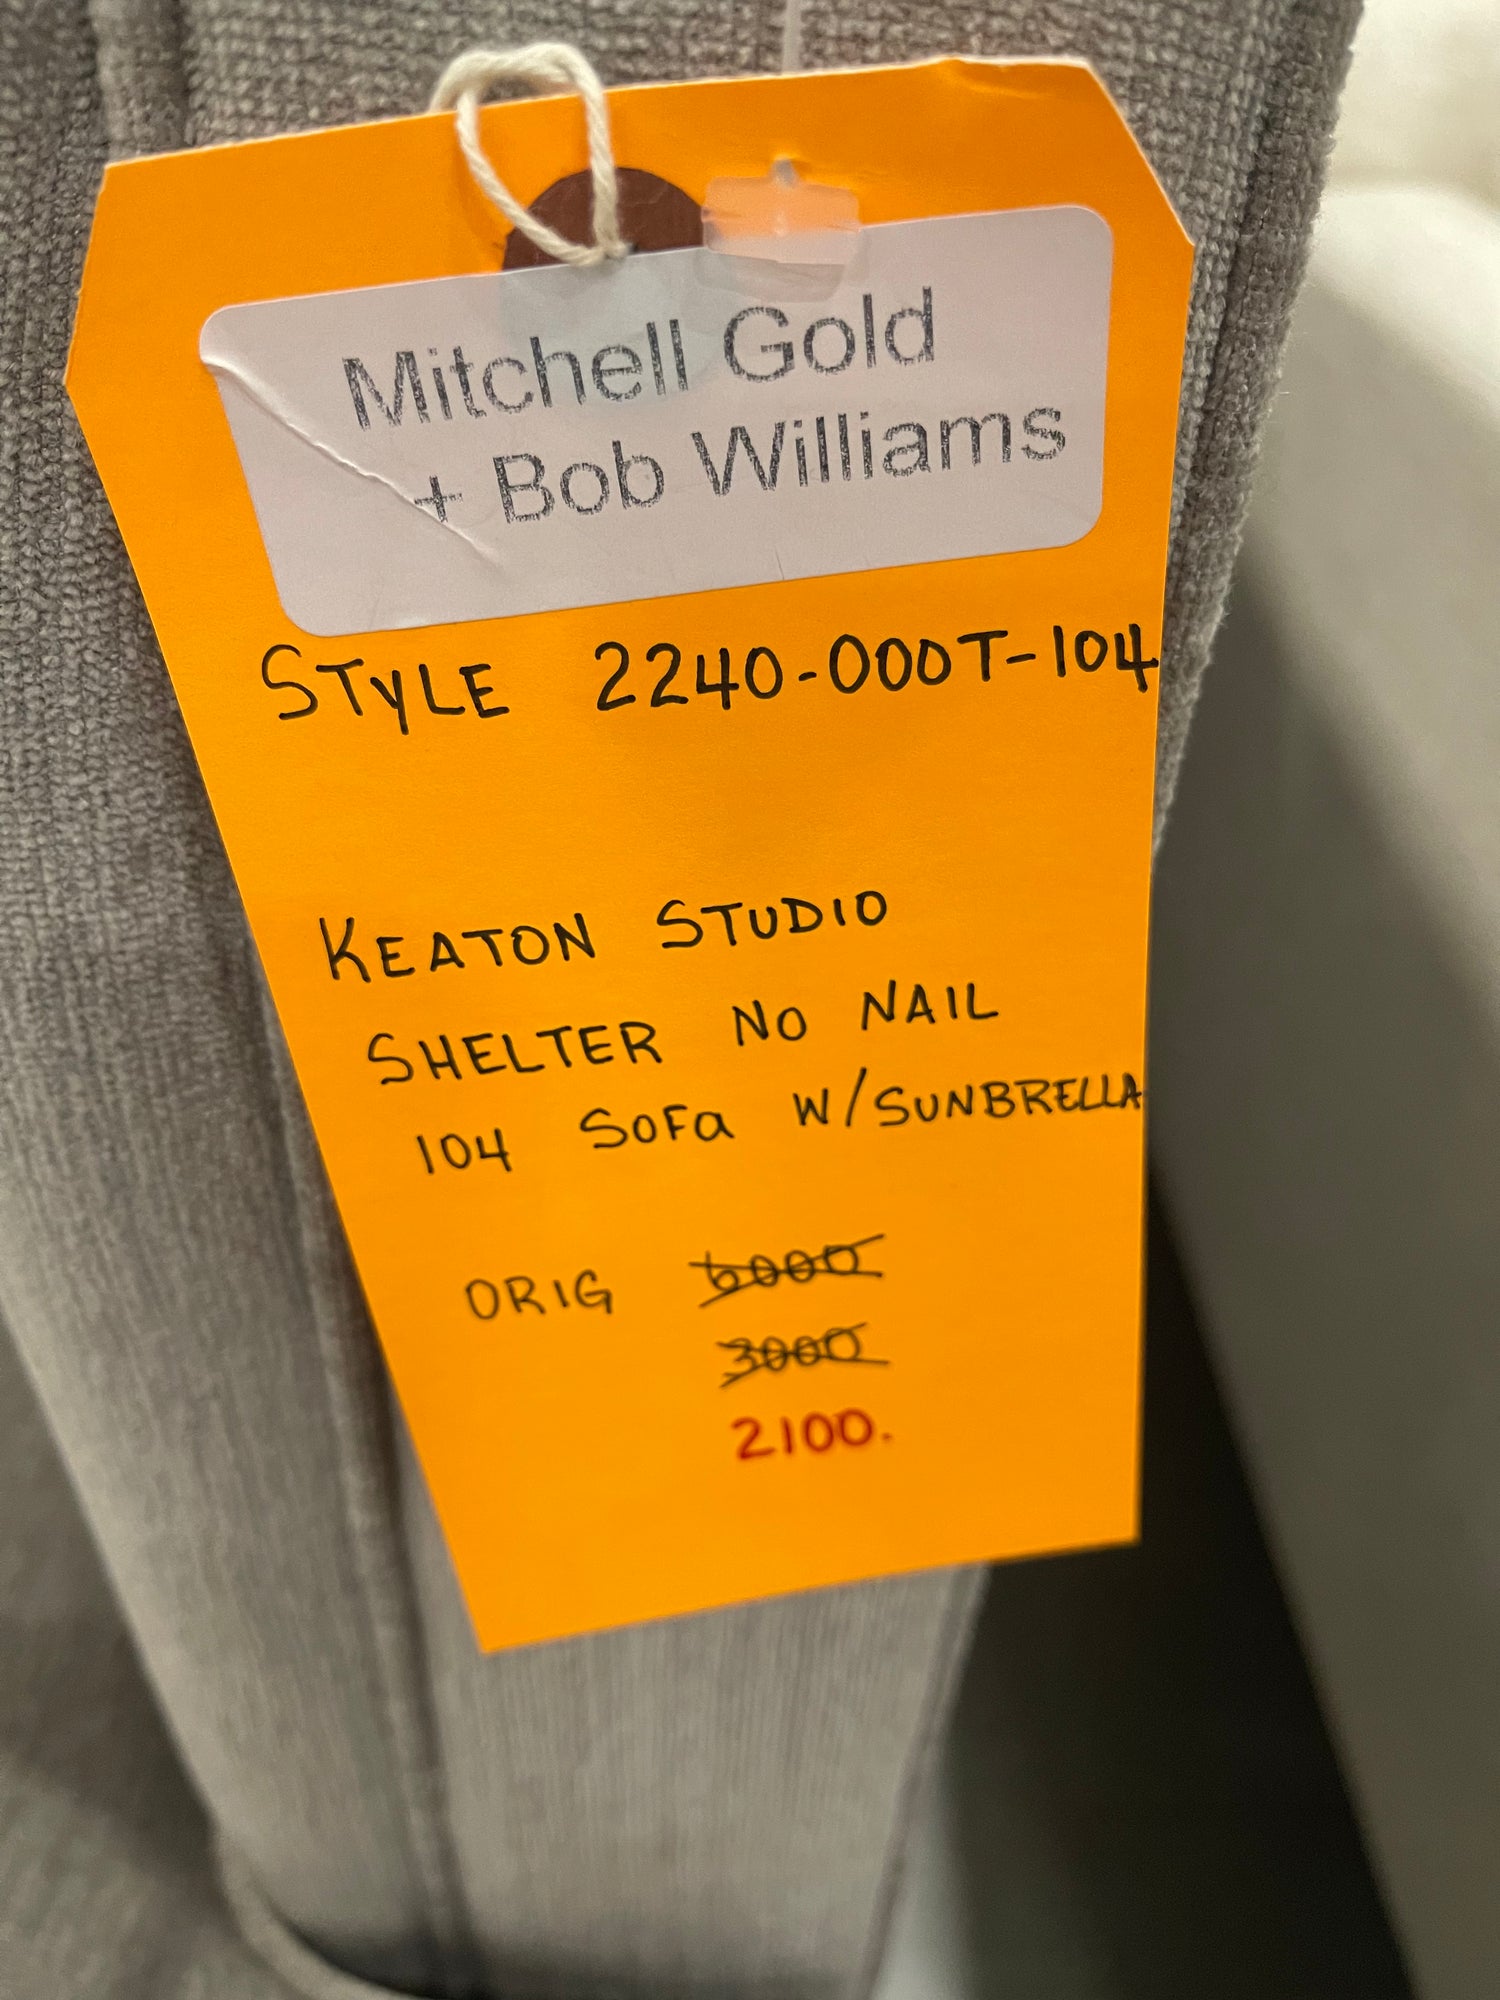 Mitchell Gold
+ Bob Williams
STYLE 2240-000T-104
KEATON STUDIO
SHELTER NO NAIL
104 SOFA W/SUNBRELLA
ORIG 6000
3000
2100.